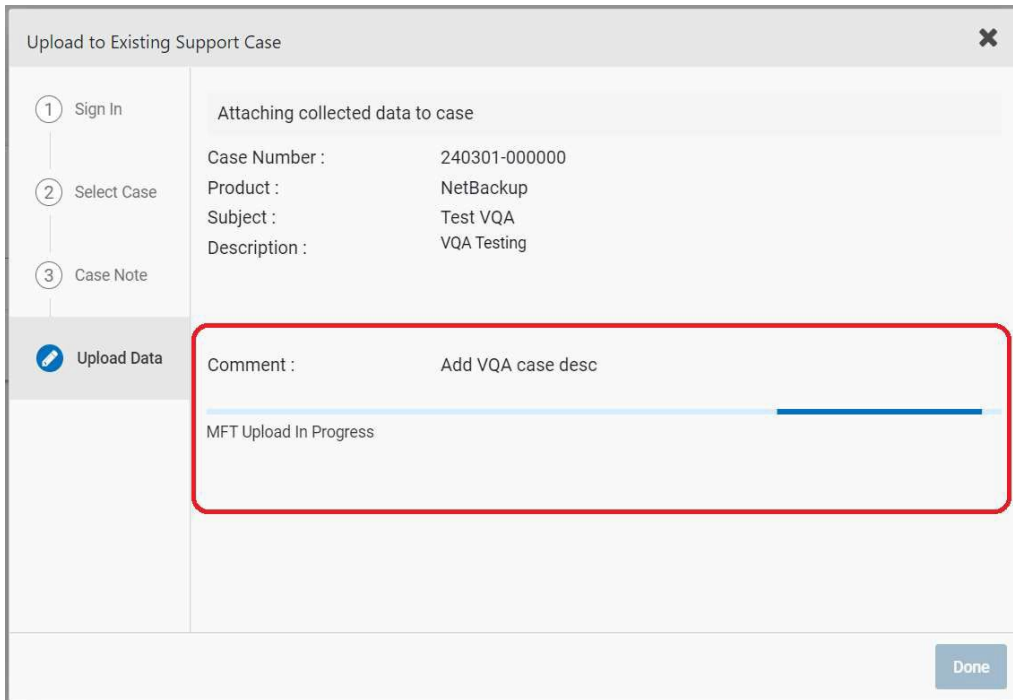 Upload to Existing Support Case
1 Sign In
2 Select Case
3 Case Note
Upload Data
Attaching collected data to case
Case Number : 240301-000000
Product : NetBackup
Subject : Test VQA
Description : VQA Testing
Comment : Add VQA case desc
MFT Upload In Progress
Done